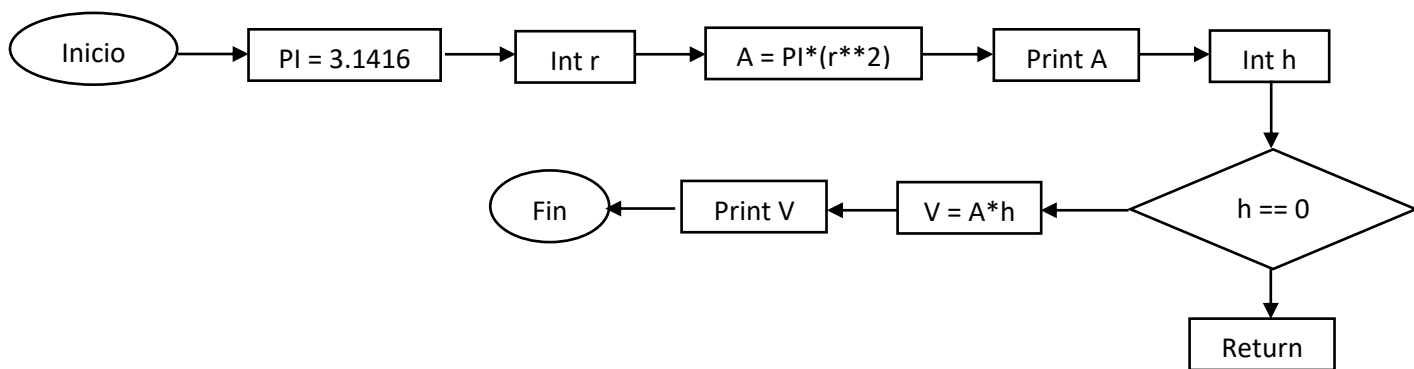 Inicio
PI = 3.1416
Int r
A = PI*(r**2)
Print A
Int h
h == 0
V = A*h
Print V
Fin
Return